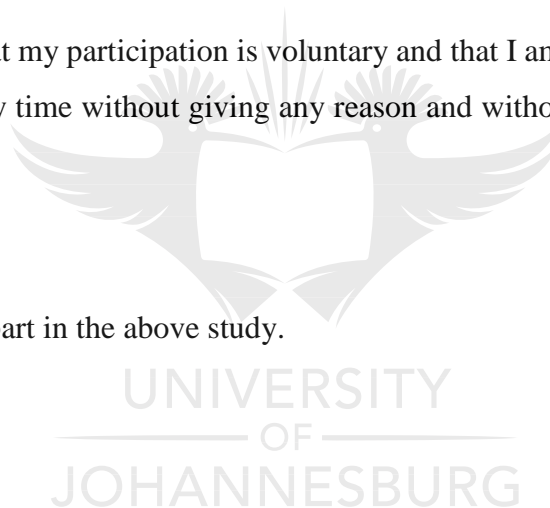 t my participation is voluntary and that I a
y time without giving any reason and witho
art in the above study.
UNIVERSITY
OF
JOHANNESBURG